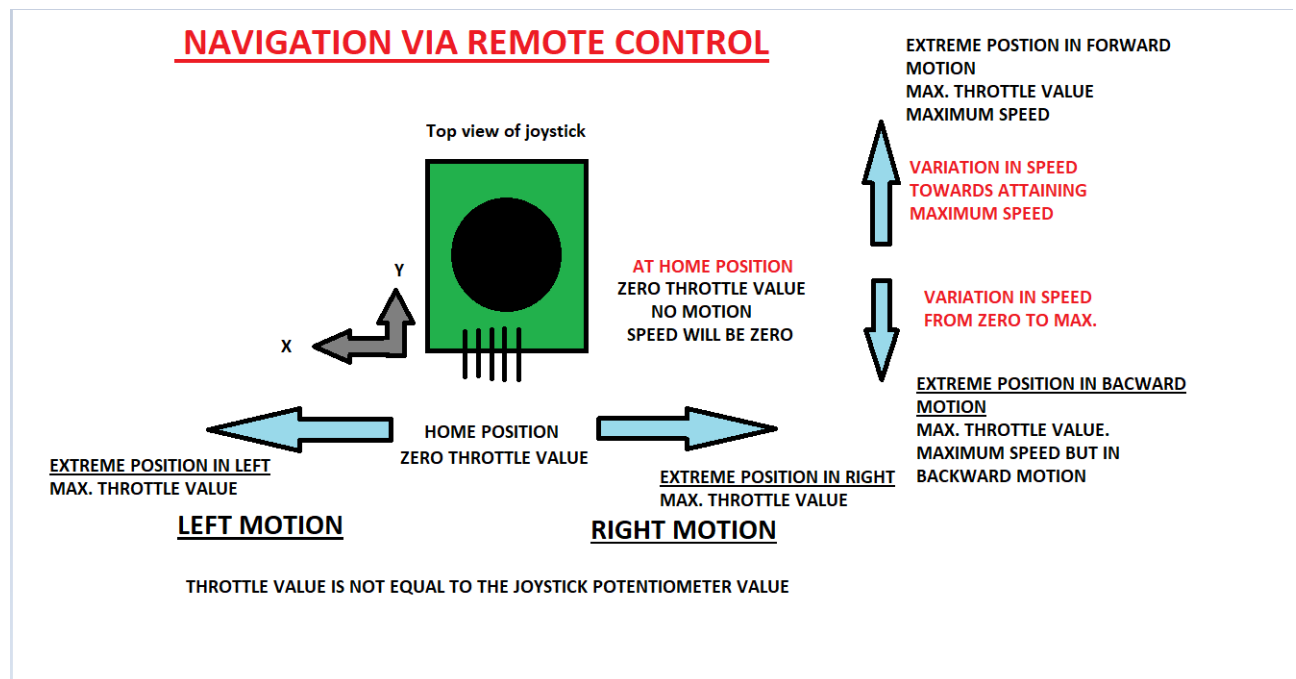 NAVIGATION VIA REMOTE CONTROL
EXTREME POSTION IN FORWARD
MOTION
MAX. THROTTLE VALUE
MAXIMUM SPEED
Top view of joystick
VARIATION IN SPEED
TOWARDS ATTAINING
MAXIMUM SPEED
Y
X
AT HOME POSITION
ZERO THROTTLE VALUE
NO MOTION
SPEED WILL BE ZERO
VARIATION IN SPEED
FROM ZERO TO MAX.
EXTREME POSITION IN BACWARD
MOTION
MAX. THROTTLE VALUE.
MAXIMUM SPEED BUT IN
BACKWARD MOTION
HOME POSITION
ZERO THROTTLE VALUE
EXTREME POSITION IN LEFT
MAX. THROTTLE VALUE
EXTREME POSITION IN RIGHT
MAX. THROTTLE VALUE
LEFT MOTION
RIGHT MOTION
THROTTLE VALUE IS NOT EQUAL TO THE JOYSTICK POTENTIOMETER VALUE